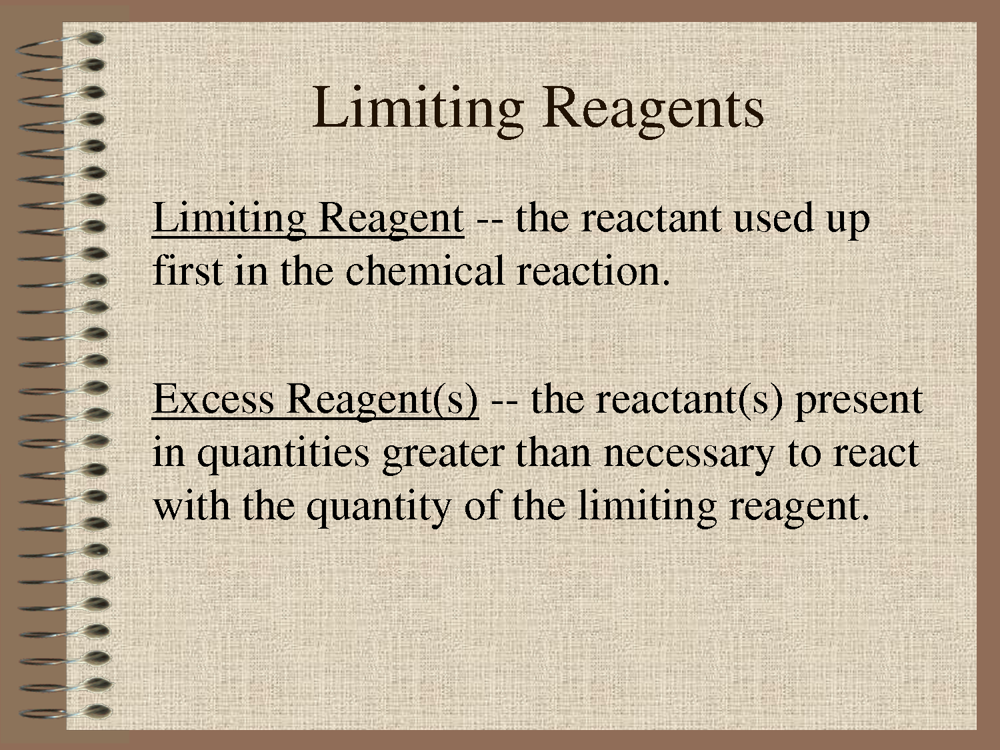 Limiting Reagents
Limiting Reagent -- the reactant used up
first in the chemical reaction.
Excess Reagent(s) -- the reactant(s) present
in quantities greater than necessary to react
with the quantity of the limiting reagent.